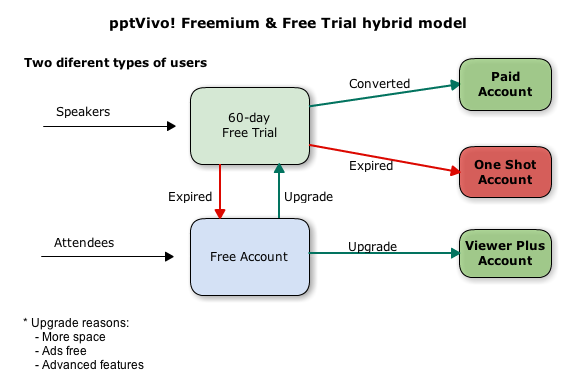 pptVivo! Freemium & Free Trial hybrid model
Two diferent types of users
Speakers
60-day
Free Trial
Converted
Paid
Account
Expired
One Shot
Account
Expired
Upgrade
Attendees
Free Account
Upgrade
Viewer Plus
Account
* Upgrade reasons:
- More space
- Ads free
- Advanced features